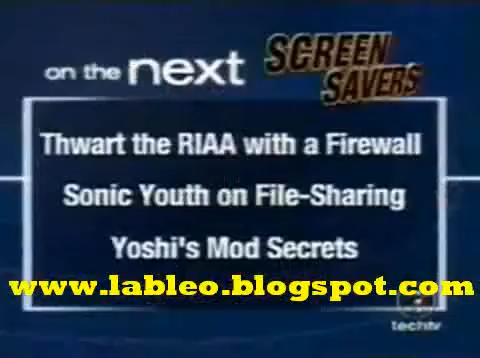 on the next SCREEN SAVERS
Thwart the RIAA with a Firewall
Sonic Youth on File-Sharing
Yoshi's Mod Secrets
www.lableo.blogspot.com
techtv